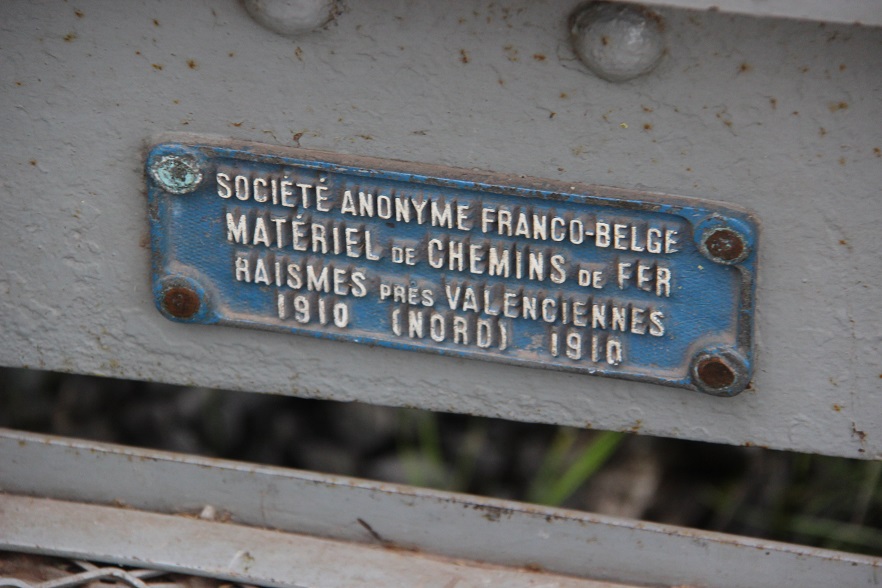 SOCIÉTÉ ANONYME FRANCO-BELGE
MATÉRIEL DE CHEMINS DE FER
RAISMES PRÈS VALENCIENNES
1910 (NORD) 1910